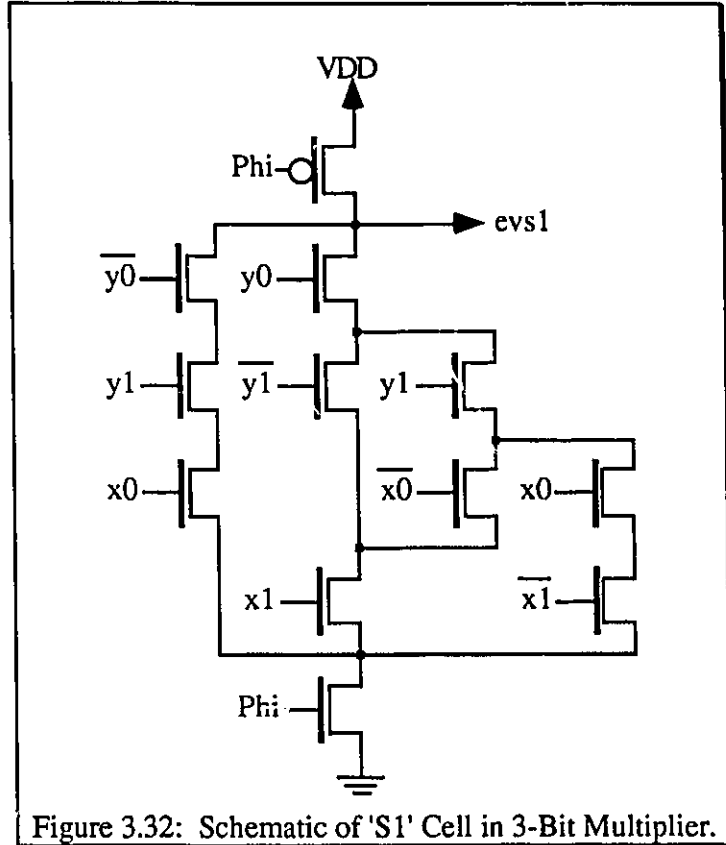 VDD
Phi
evs1
y0
y0
y1
y1
y1
x0
x0
x0
x1
x1
Phi
Figure 3.32: Schematic of 'S1' Cell in 3-Bit Multiplier.